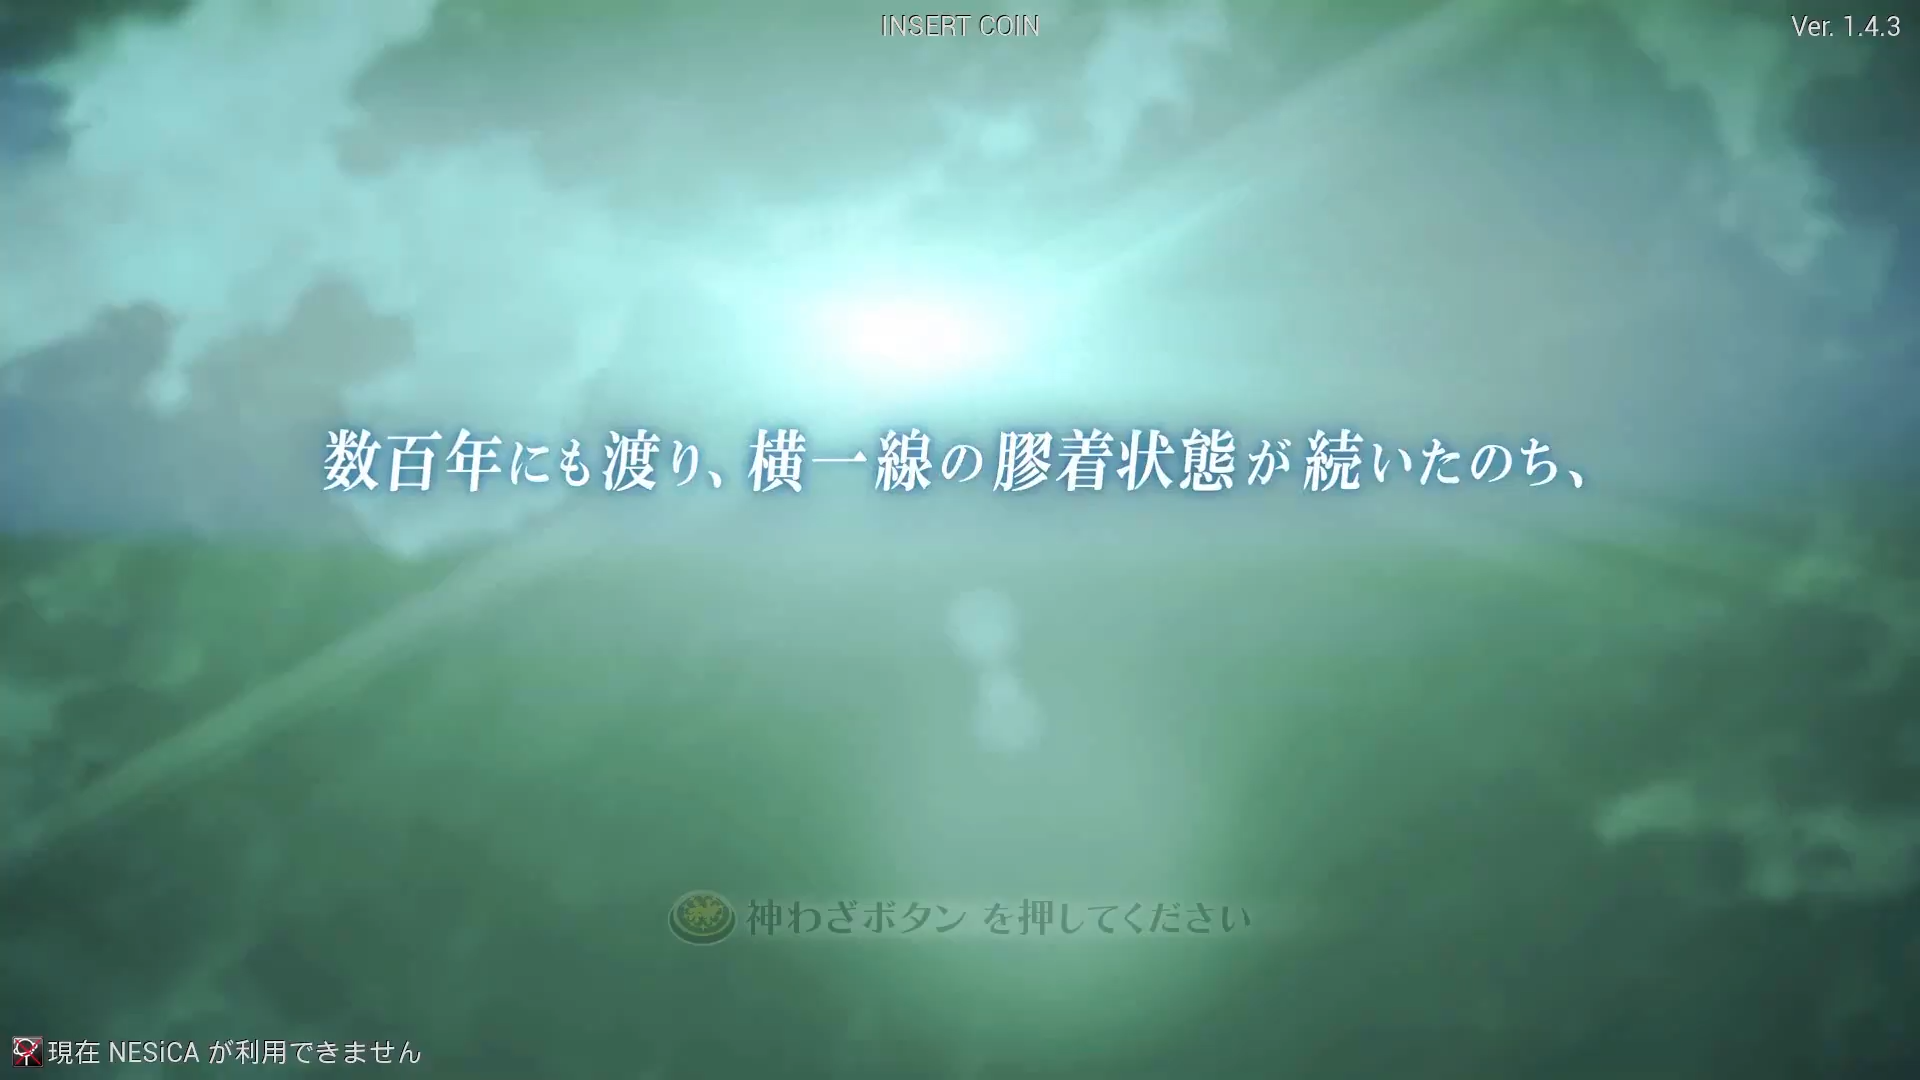 INSERT COIN
Ver. 1.4.3
数百年にも渡り、横一線の膠着状態が続いたのち、
神わざボタン を押してください
現在 NESiCA が利用できません